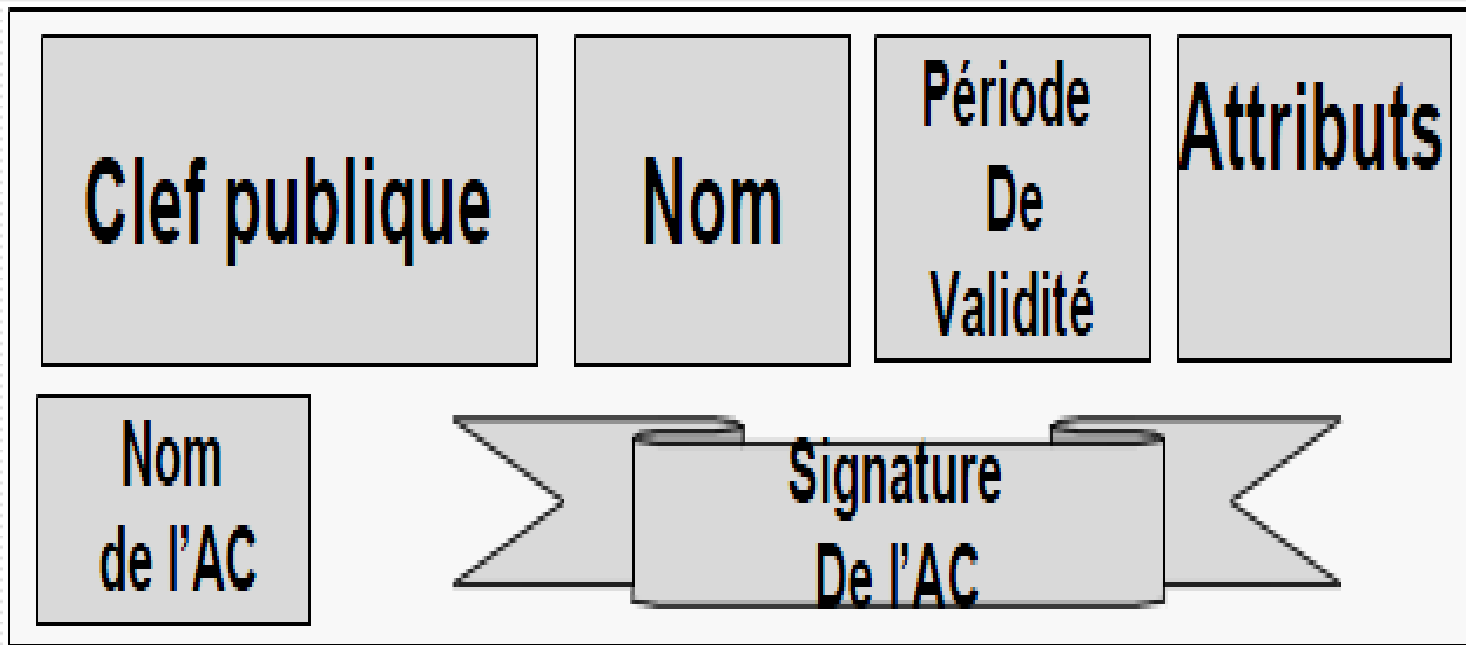 Clef publique
Nom
Période
De
Validité
Attributs
Nom
de l'AC
Signature
De l'AC